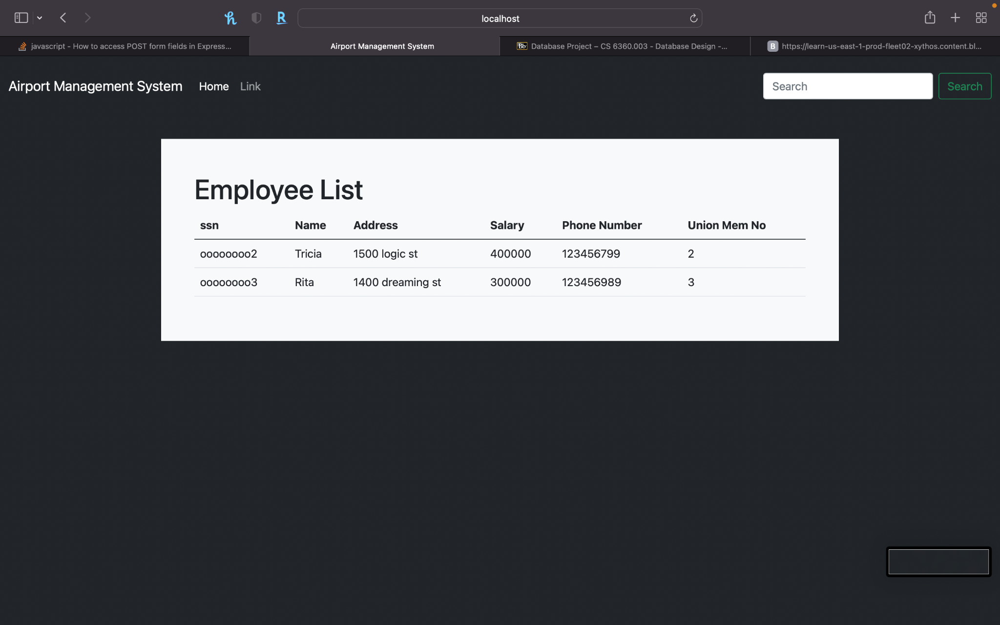 localhost
javascript - How to access POST form fields in Express...
Airport Management System
Database Project – CS 6360.003 - Database Design -...
B https://learn-us-east-1-prod-fleet02-xythos.content.bl...
Airport Management System Home Link Search Search
Employee List
ssn Name Address Salary Phone Number Union Mem No
oooooooo2 Tricia 1500 logic st 400000 123456799 2
oooooooo3 Rita 1400 dreaming st 300000 123456989 3